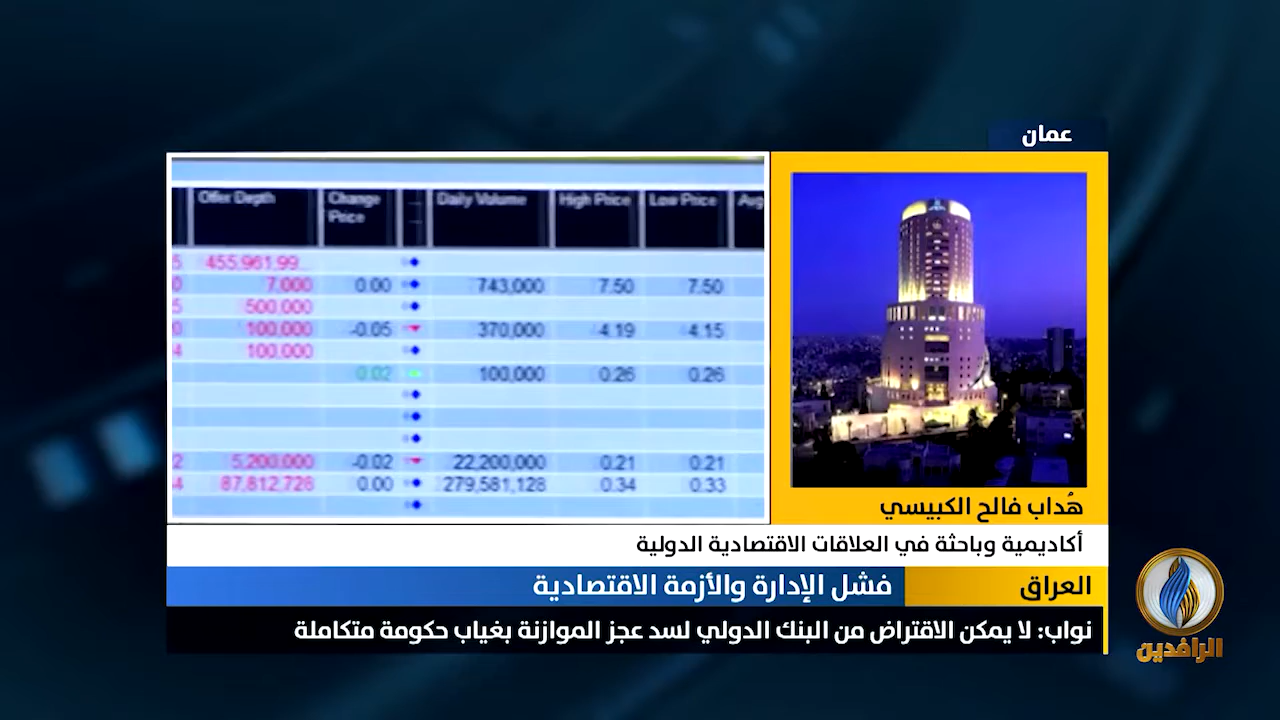 عمان
Offer Depth Change Price Daily Volume High Price Low Price
455,961,99...
7,000 0.00 743,000 7.50 7.50
500,000
100,000 -0.05 370,000 4.19 4.15
100,000
0.02 100,000 0.26 0.26
5,200,000 -0.02 22,200,000 0.21 0.21
87,812,726 0.00 279,581,126 0.34 0.33
هُداب فالح الكبيسي
أكاديمية وباحثة في العلاقات الاقتصادية الدولية
العراق
فشل الإدارة والأزمة الاقتصادية
نواب: لا يمكن الاقتراض من البنك الدولي لسد عجز الموازنة بغياب حكومة متكاملة
الرافدين